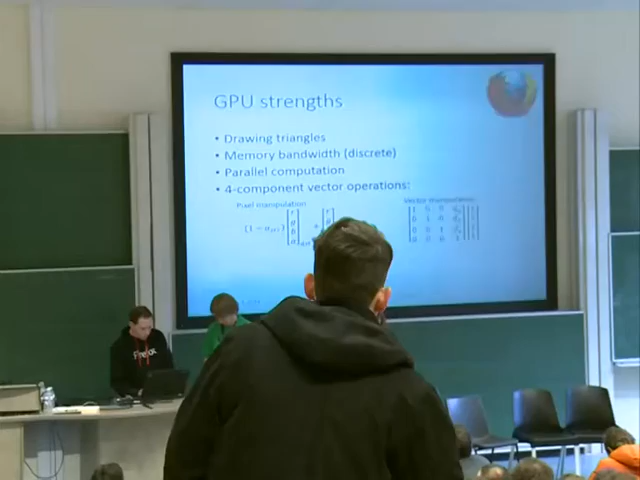 GPU strengths
• Drawing triangles
• Memory bandwidth (discrete)
• Parallel computation
• 4-component vector operations:
Pixel manipulation
Vector manipulation